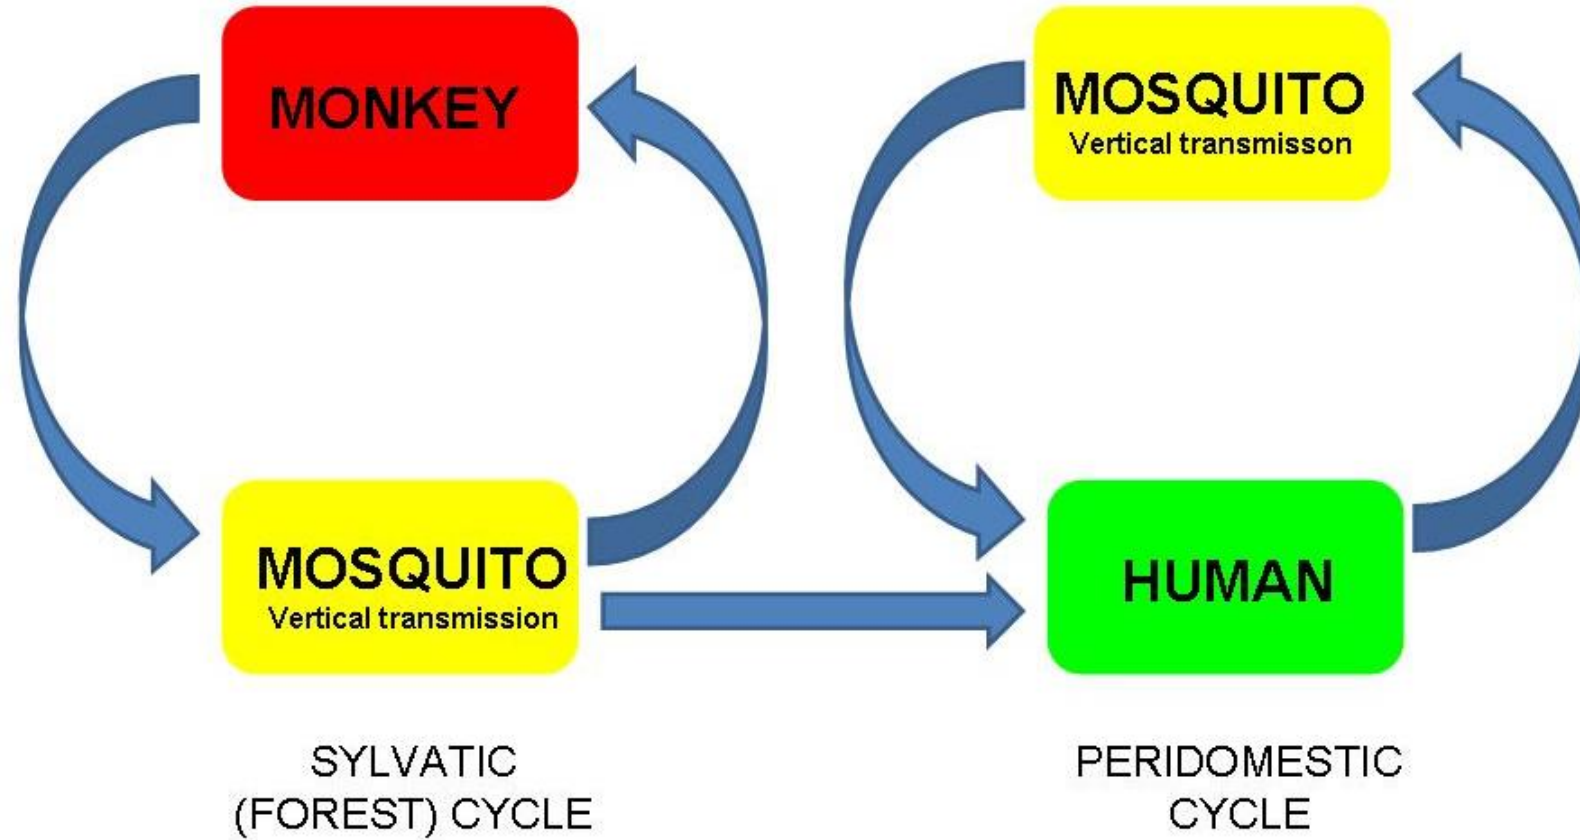 MONKEY
MOSQUITO
Vertical transmisson
MOSQUITO
Vertical transmission
HUMAN
SYLVATIC
(FOREST) CYCLE
PERIDOMESTIC
CYCLE